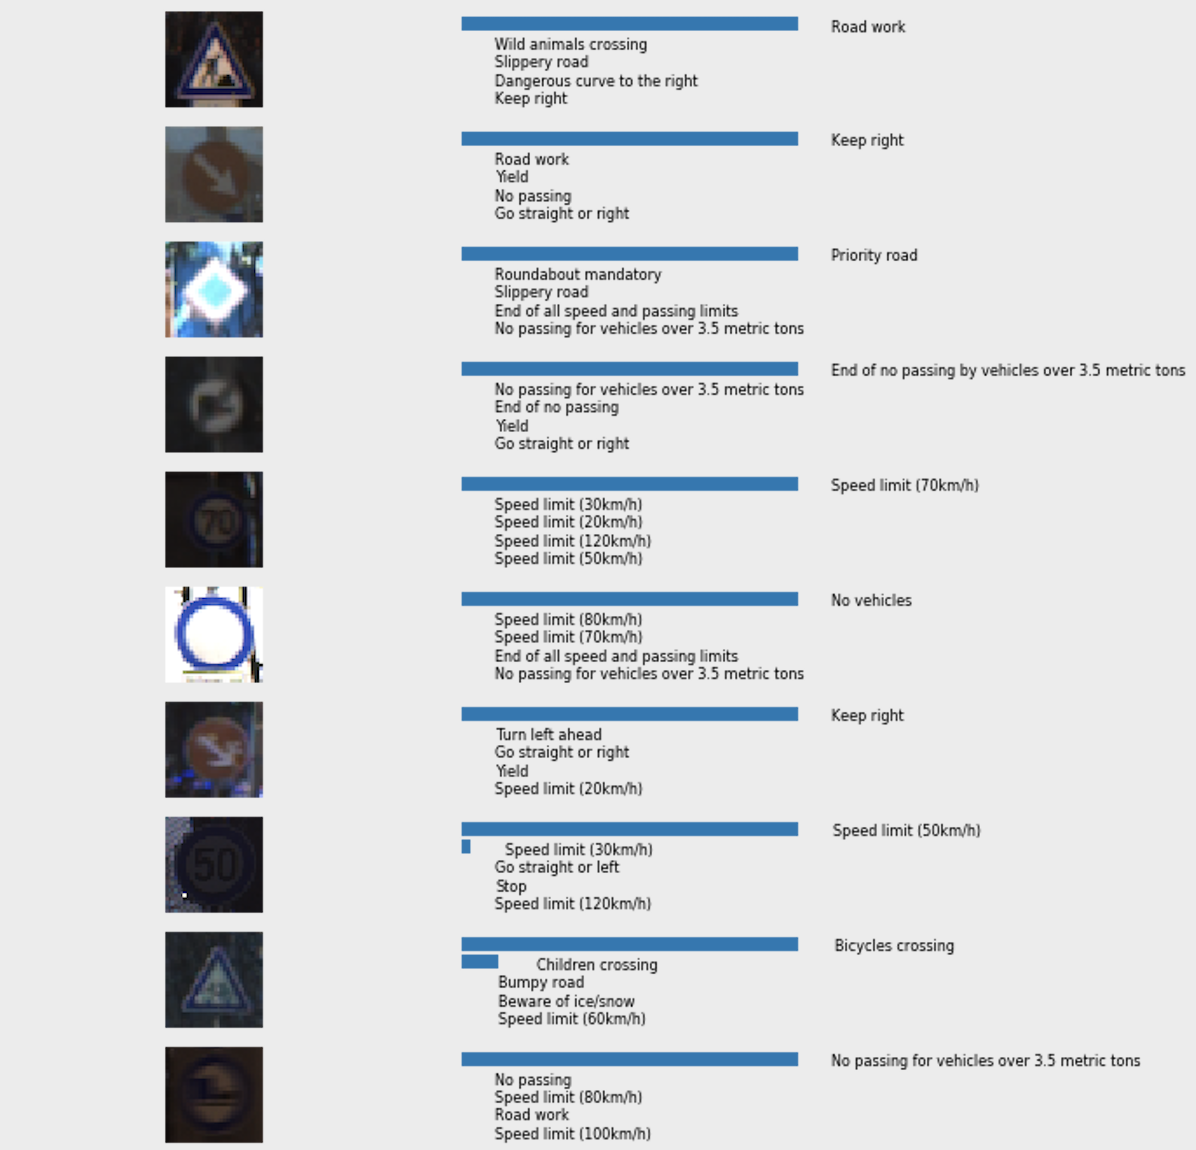 Road work
Wild animals crossing
Slippery road
Dangerous curve to the right
Keep right
Keep right
Road work
Yield
No passing
Go straight or right
Priority road
Roundabout mandatory
Slippery road
End of all speed and passing limits
No passing for vehicles over 3.5 metric tons
End of no passing by vehicles over 3.5 metric tons
No passing for vehicles over 3.5 metric tons
End of no passing
Yield
Go straight or right
70
Speed limit (70km/h)
Speed limit (30km/h)
Speed limit (20km/h)
Speed limit (120km/h)
Speed limit (50km/h)
No vehicles
Speed limit (80km/h)
Speed limit (70km/h)
End of all speed and passing limits
No passing for vehicles over 3.5 metric tons
Keep right
Turn left ahead
Go straight or right
Yield
Speed limit (20km/h)
50
Speed limit (50km/h)
Speed limit (30km/h)
Go straight or left
Stop
Speed limit (120km/h)
Bicycles crossing
Children crossing
Bumpy road
Beware of ice/snow
Speed limit (60km/h)
No passing for vehicles over 3.5 metric tons
No passing
Speed limit (80km/h)
Road work
Speed limit (100km/h)